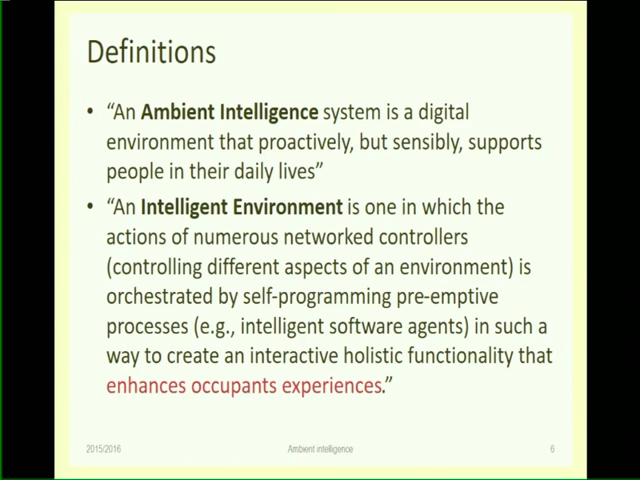 Definitions
• “An Ambient Intelligence system is a digital
environment that proactively, but sensibly, supports
people in their daily lives”
• “An Intelligent Environment is one in which the
actions of numerous networked controllers
(controlling different aspects of an environment) is
orchestrated by self-programming pre-emptive
processes (e.g., intelligent software agents) in such a
way to create an interactive holistic functionality that
enhances occupants experiences.”
2015/2016 Ambient intelligence 6